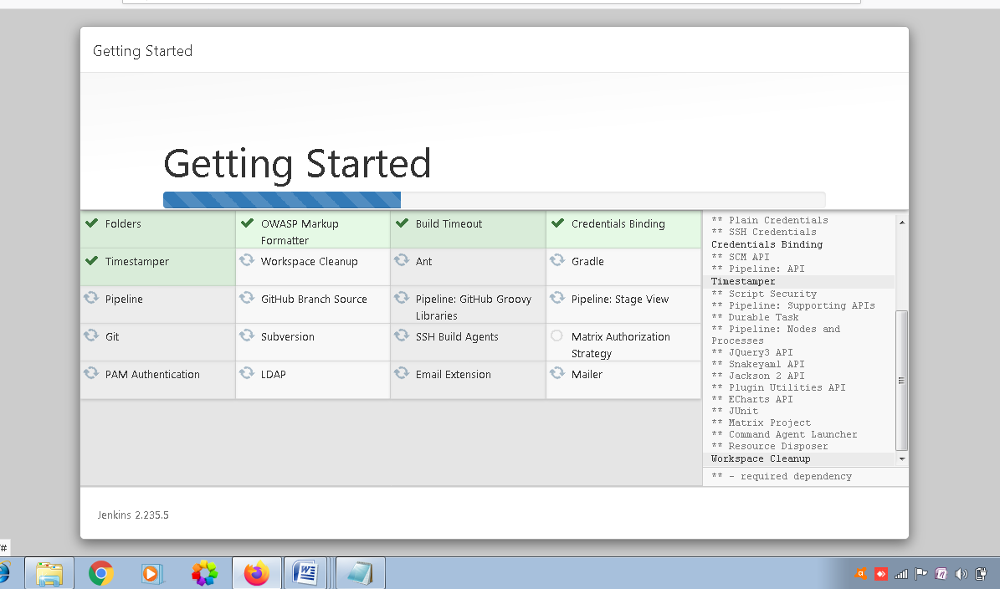 Getting Started
Getting Started
Folders
OWASP Markup
Formatter
Build Timeout
Credentials Binding
Timestamper
Workspace Cleanup
Ant
Gradle
Pipeline
GitHub Branch Source
Pipeline: GitHub Groovy
Libraries
Pipeline: Stage View
Git
Subversion
SSH Build Agents
Matrix Authorization
Strategy
PAM Authentication
LDAP
Email Extension
Mailer
** Plain Credentials
** SSH Credentials
Credentials Binding
** SCM API
** Pipeline: API
Timestamper
** Script Security
** Pipeline: Supporting APIs
** Durable Task
** Pipeline: Nodes and
Processes
** JQuery3 API
** Snakeyaml API
** Jackson 2 API
** Plugin Utilities API
** ECharts API
** JUnit
** Matrix Project
** Command Agent Launcher
** Resource Disposer
Workspace Cleanup
** - required dependency
Jenkins 2.235.5
#